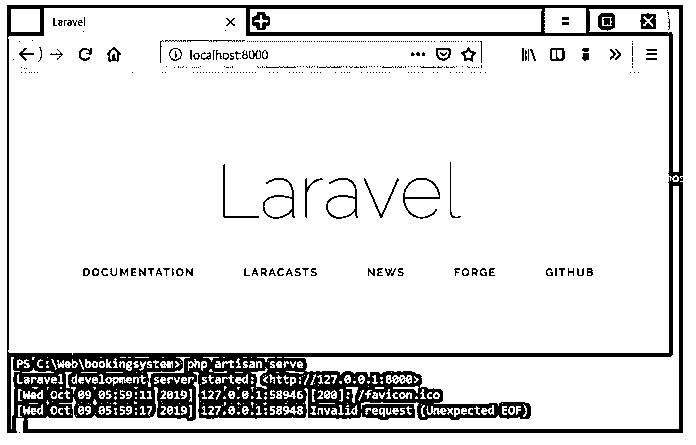 Laravel
localhost:8000
Laravel
DOCUMENTATION LARACASTS NEWS FORGE GITHUB
PS C:\Web\bookingsystem> php artisan serve
Laravel development server started: <http://127.0.0.1:8000>
[Wed Oct 09 05:59:11 2019] 127.0.0.1:58946 [200]: /favicon.ico
[Wed Oct 09 05:59:17 2019] 127.0.0.1:58948 Invalid request (Unexpected EOF)